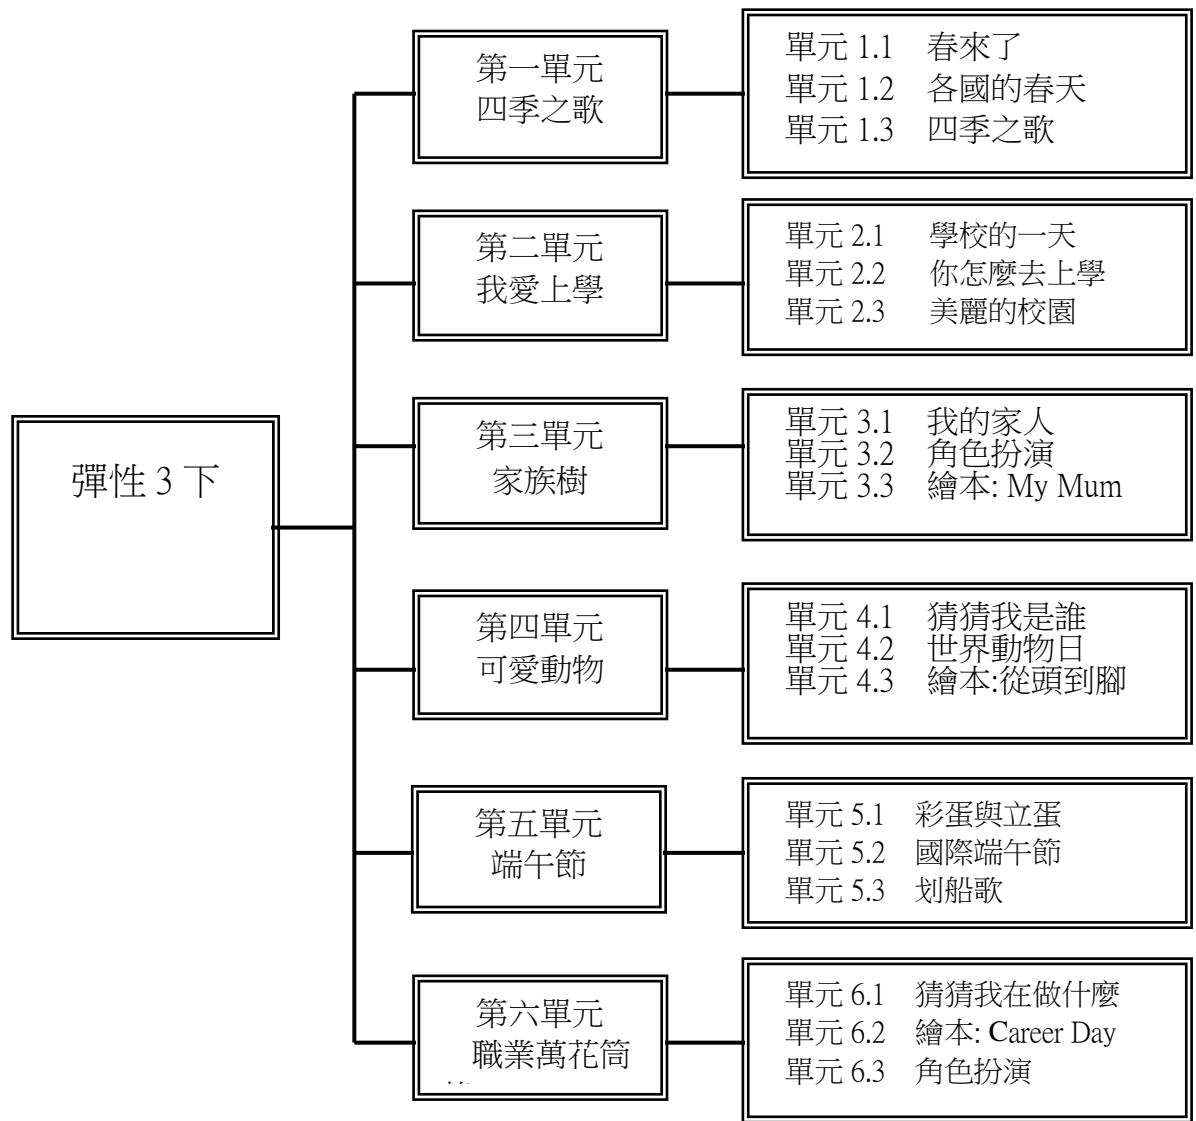 彈性 3 下
第一單元
四季之歌
單元 1.1 春來了
單元 1.2 各國的春天
單元 1.3 四季之歌
第二單元
我愛上學
單元 2.1 學校的一天
單元 2.2 你怎麼去上學
單元 2.3 美麗的校園
第三單元
家族樹
單元 3.1 我的家人
單元 3.2 角色扮演
單元 3.3 繪本: My Mum
第四單元
可愛動物
單元 4.1 猜猜我是誰
單元 4.2 世界動物日
單元 4.3 繪本:從頭到腳
第五單元
端午節
單元 5.1 彩蛋與立蛋
單元 5.2 國際端午節
單元 5.3 划船歌
第六單元
職業萬花筒
單元 6.1 猜猜我在做什麼
單元 6.2 繪本: Career Day
單元 6.3 角色扮演